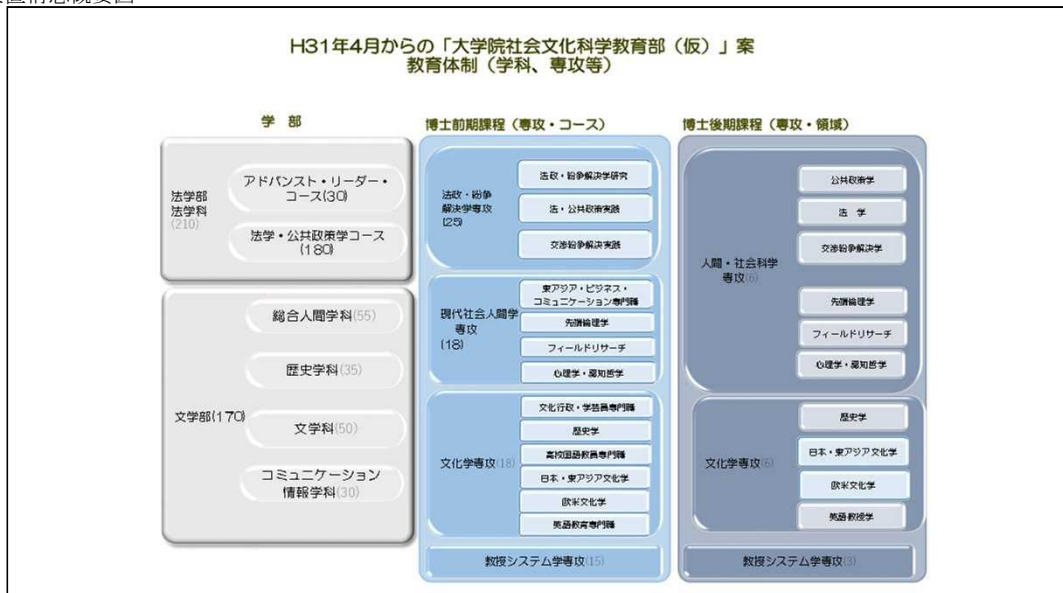 H31年4月からの「大学院社会文化科学教育部（仮）」案
教育体制（学科、専攻等）
学 部
法学部
法学科
(210)
アドバンスト・リーダー・
コース(30)
法学・公共政策学コース
(180)
文学部(170)
総合人間学科(55)
歴史学科(35)
文学科(50)
コミュニケーション
情報学科(30)
博士前期課程（専攻・コース）
法政・紛争
解決学専攻
(25)
法政・紛争解決学研究
法・公共政策実践
交渉紛争解決実践
現代社会人間学
専攻
(18)
東アジア・ビジネス・
コミュニケーション専門職
先端倫理学
フィールドリサーチ
心理学・認知哲学
文化学専攻(18)
文化行政・学芸員専門職
歴史学
高校国語教員専門職
日本・東アジア文化学
欧米文化学
英語教育専門職
教授システム学専攻(15)
博士後期課程（専攻・領域）
人間・社会科学
専攻(6)
公共政策学
法 学
交渉紛争解決学
先端倫理学
フィールドリサーチ
心理学・認知哲学
文化学専攻(6)
歴史学
日本・東アジア文化学
欧米文化学
英語教授学
教授システム学専攻(3)